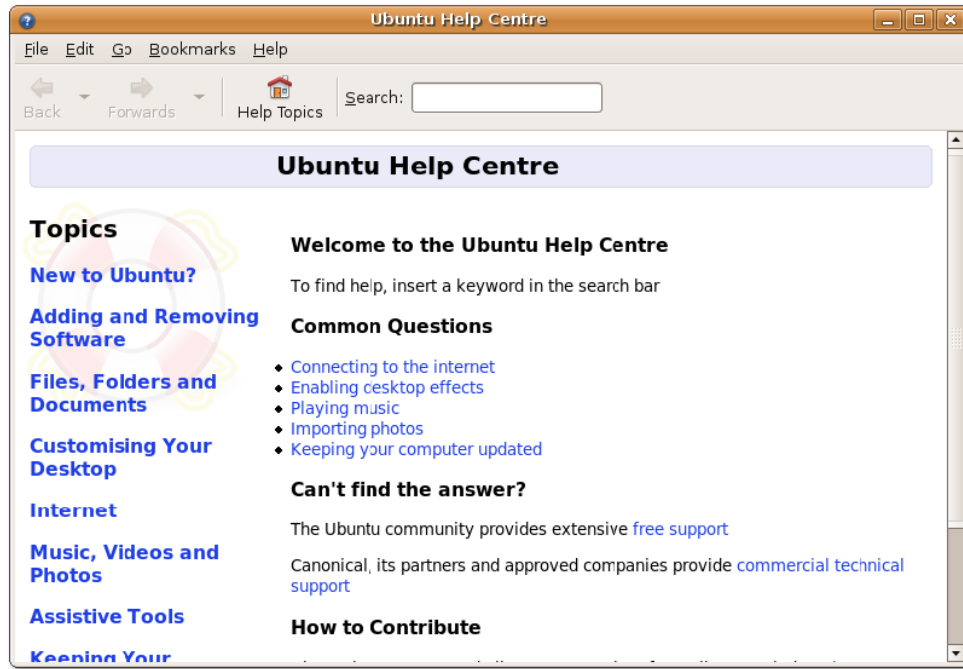 Ubuntu Help Centre
File Edit Go Bookmarks Help
Back Forwards Help Topics Search:
Ubuntu Help Centre
Topics
New to Ubuntu?
Adding and Removing
Software
Files, Folders and
Documents
Customising Your
Desktop
Internet
Music, Videos and
Photos
Assistive Tools
Keeping Your
Welcome to the Ubuntu Help Centre
To find help, insert a keyword in the search bar
Common Questions
Connecting to the internet
Enabling desktop effects
Playing music
Importing photos
Keeping your computer updated
Can't find the answer?
The Ubuntu community provides extensive free support
Canonical, its partners and approved companies provide commercial technical
support
How to Contribute